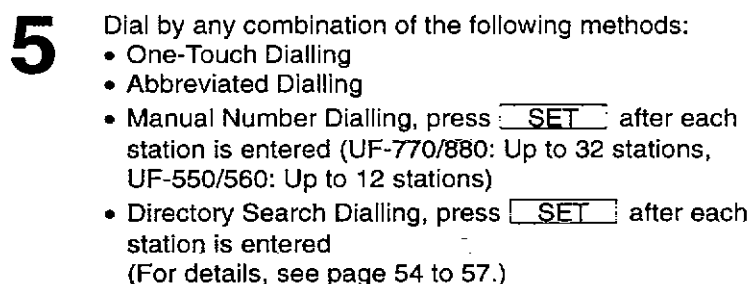 5 Dial by any combination of the following methods:
• One-Touch Dialling
• Abbreviated Dialling
• Manual Number Dialling, press SET after each
station is entered (UF-770/880: Up to 32 stations,
UF-550/560: Up to 12 stations)
• Directory Search Dialling, press SET after each
station is entered
(For details, see page 54 to 57.)